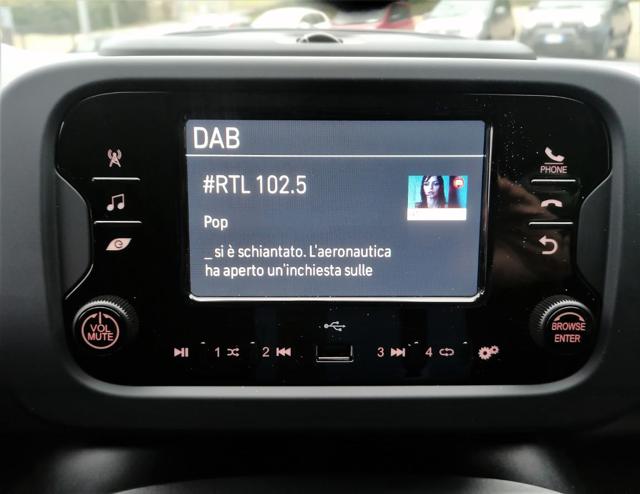 DAB
#RTL 102.5
Pop
_si è schiantato. L'aeronautica
ha aperto un'inchiesta sulle
PHONE
VOL
MUTE
BROWSE
ENTER
1
2
3
4